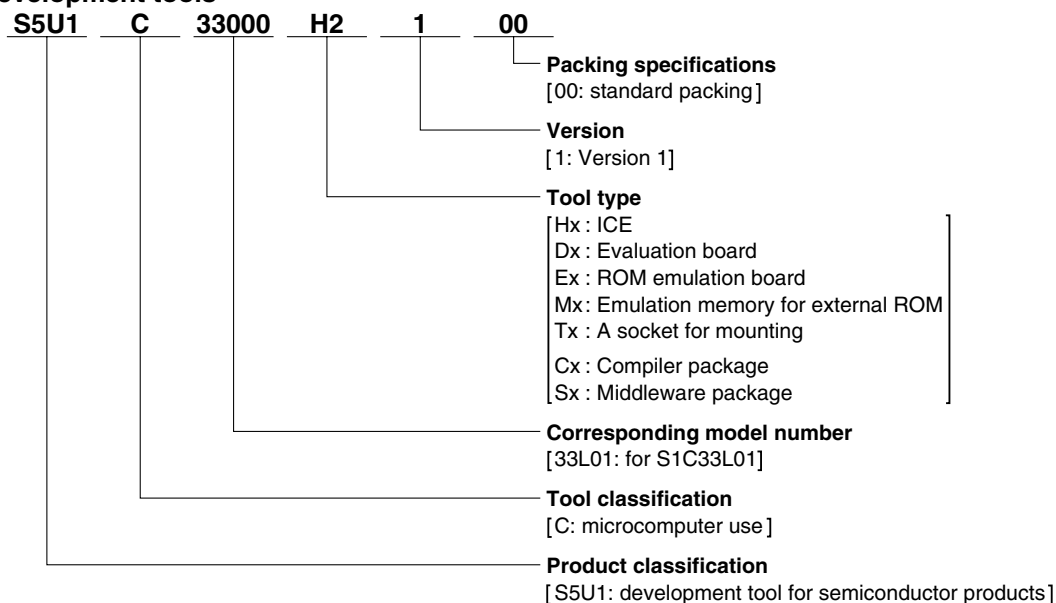 evelopment tools
S5U1 C 33000 H2 1 00
Packing specifications
[00: standard packing]
Version
[1: Version 1]
Tool type
Hx : ICE
Dx : Evaluation board
Ex : ROM emulation board
Mx : Emulation memory for external ROM
Tx : A socket for mounting
Cx : Compiler package
Sx : Middleware package
Corresponding model number
[33L01: for S1C33L01]
Tool classification
[C: microcomputer use]
Product classification
[S5U1: development tool for semiconductor products]